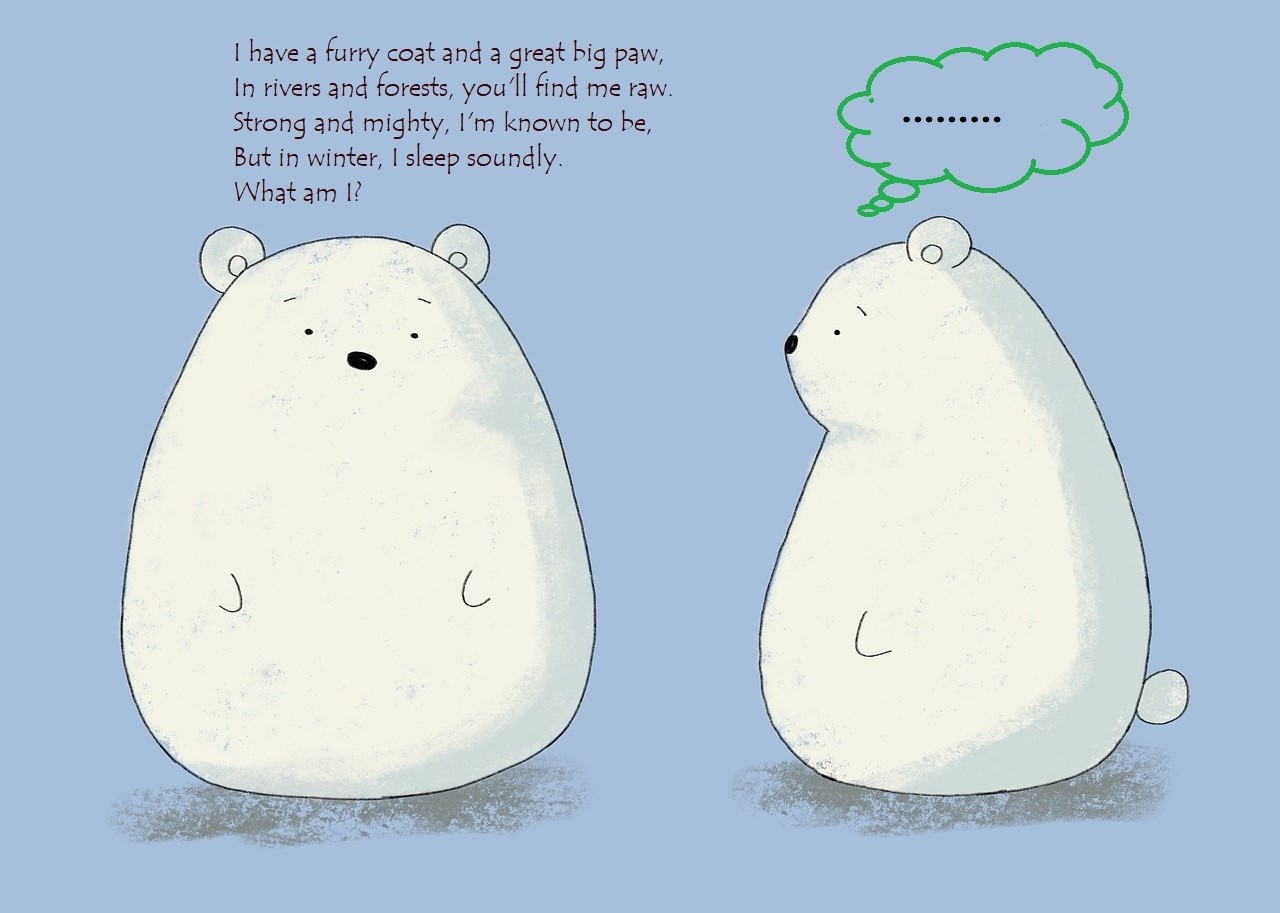 I have a furry coat and a great big paw,
In rivers and forests, you'll find me raw.
Strong and mighty, I'm known to be,
But in winter, I sleep soundly.
What am I?
.........